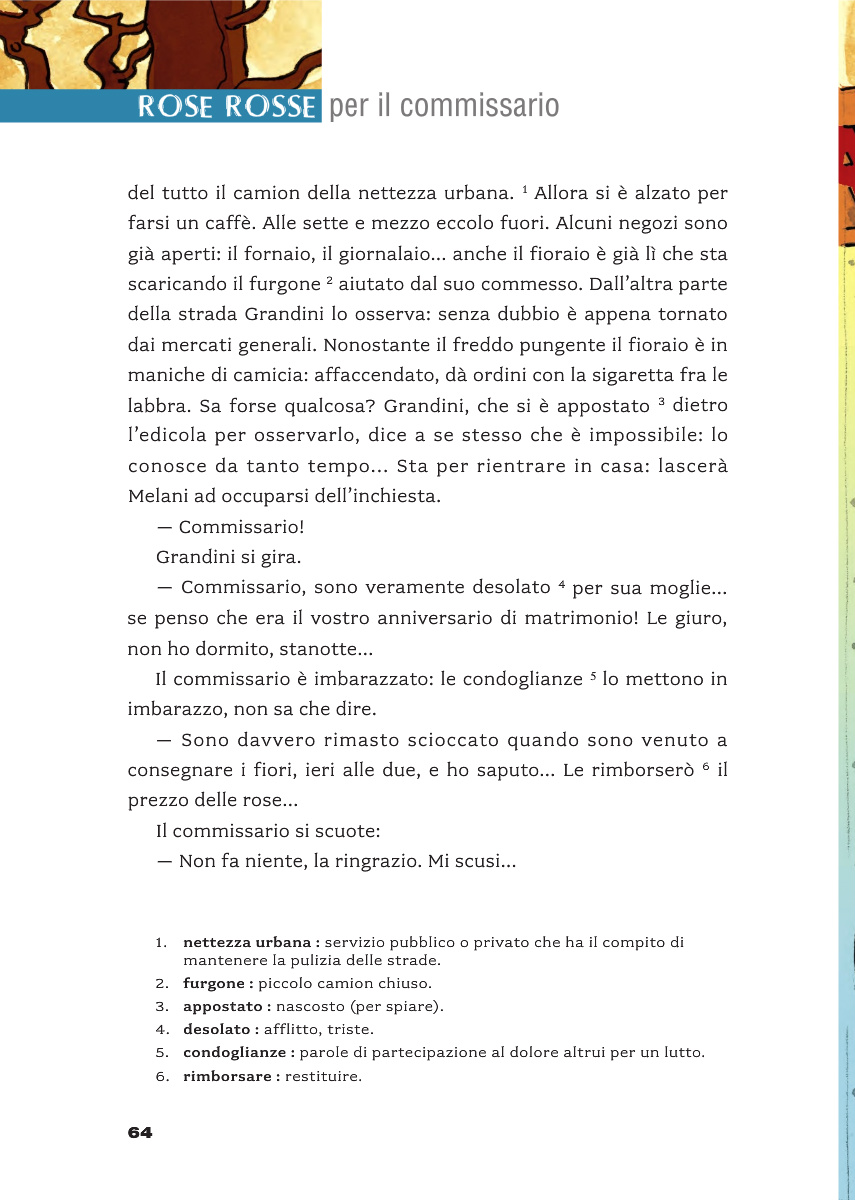 ROSE ROSSE per il commissario
del tutto il camion della nettezza urbana. ¹ Allora si è alzato per
farsi un caffè. Alle sette e mezzo eccolo fuori. Alcuni negozi sono
già aperti: il fornaio, il giornalaio... anche il fioraio è già lì che sta
scaricando il furgone ² aiutato dal suo commesso. Dall’altra parte
della strada Grandini lo osserva: senza dubbio è appena tornato
dai mercati generali. Nonostante il freddo pungente il fioraio è in
maniche di camicia: affaccendato, dà ordini con la sigaretta fra le
labbra. Sa forse qualcosa? Grandini, che si è appostato ³ dietro
l’edicola per osservarlo, dice a se stesso che è impossibile: lo
conosce da tanto tempo... Sta per rientrare in casa: lascerà
Melani ad occuparsi dell’inchiesta.
— Commissario!
Grandini si gira.
— Commissario, sono veramente desolato ⁴ per sua moglie...
se penso che era il vostro anniversario di matrimonio! Le giuro,
non ho dormito, stanotte...
Il commissario è imbarazzato: le condoglianze ⁵ lo mettono in
imbarazzo, non sa che dire.
— Sono davvero rimasto scioccato quando sono venuto a
consegnare i fiori, ieri alle due, e ho saputo... Le rimborserò ⁶ il
prezzo delle rose...
Il commissario si scuote:
— Non fa niente, la ringrazio. Mi scusi...
1. nettezza urbana : servizio pubblico o privato che ha il compito di
mantenere la pulizia delle strade.
2. furgone : piccolo camion chiuso.
3. appostato : nascosto (per spiare).
4. desolato : afflitto, triste.
5. condoglianze : parole di partecipazione al dolore altrui per un lutto.
6. rimborsare : restituire.
64